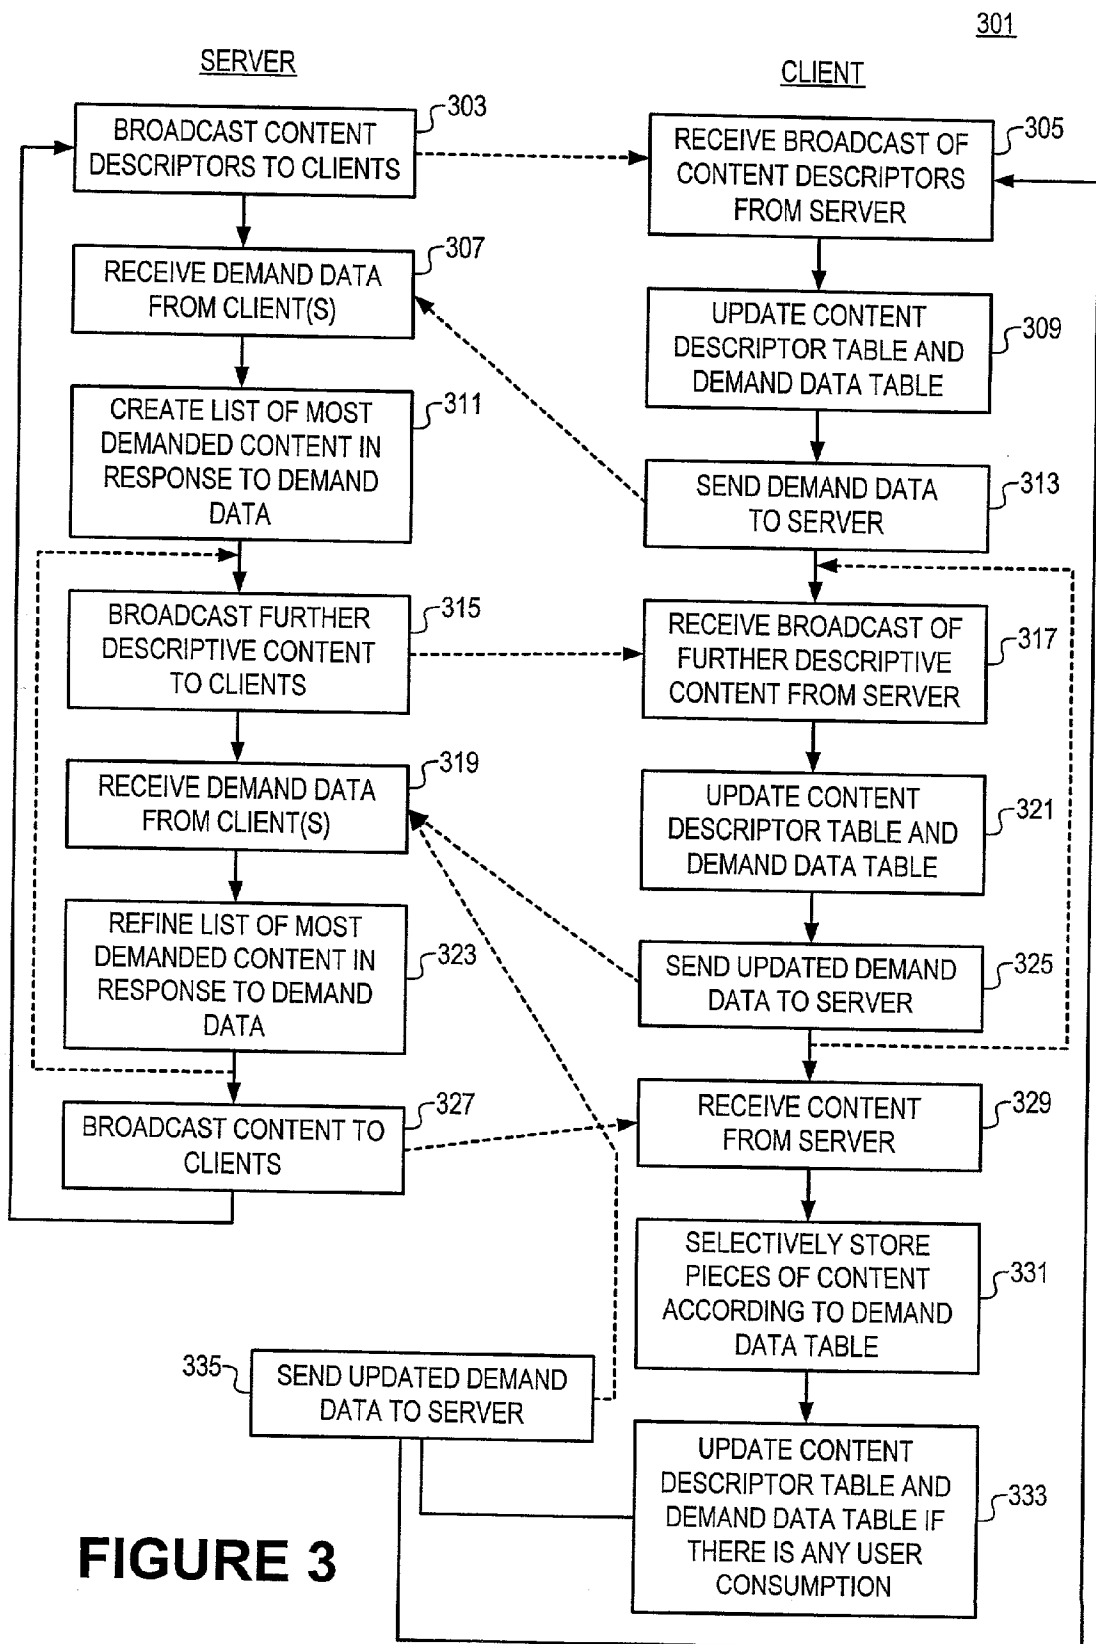 301
SERVER
CLIENT
BROADCAST CONTENT
DESCRIPTORS TO CLIENTS
303
RECEIVE BROADCAST OF
CONTENT DESCRIPTORS
FROM SERVER
305
RECEIVE DEMAND DATA
FROM CLIENT(S)
307
UPDATE CONTENT
DESCRIPTOR TABLE AND
DEMAND DATA TABLE
309
CREATE LIST OF MOST
DEMANDED CONTENT IN
RESPONSE TO DEMAND
DATA
311
SEND DEMAND DATA
TO SERVER
313
BROADCAST FURTHER
DESCRIPTIVE CONTENT
TO CLIENTS
315
RECEIVE BROADCAST OF
FURTHER DESCRIPTIVE
CONTENT FROM SERVER
317
RECEIVE DEMAND DATA
FROM CLIENT(S)
319
UPDATE CONTENT
DESCRIPTOR TABLE AND
DEMAND DATA TABLE
321
REFINE LIST OF MOST
DEMANDED CONTENT IN
RESPONSE TO DEMAND
DATA
323
SEND UPDATED DEMAND
DATA TO SERVER
325
BROADCAST CONTENT TO
CLIENTS
327
RECEIVE CONTENT
FROM SERVER
329
SELECTIVELY STORE
PIECES OF CONTENT
ACCORDING TO DEMAND
DATA TABLE
331
335
SEND UPDATED DEMAND
DATA TO SERVER
UPDATE CONTENT
DESCRIPTOR TABLE AND
DEMAND DATA TABLE IF
THERE IS ANY USER
CONSUMPTION
333
FIGURE 3